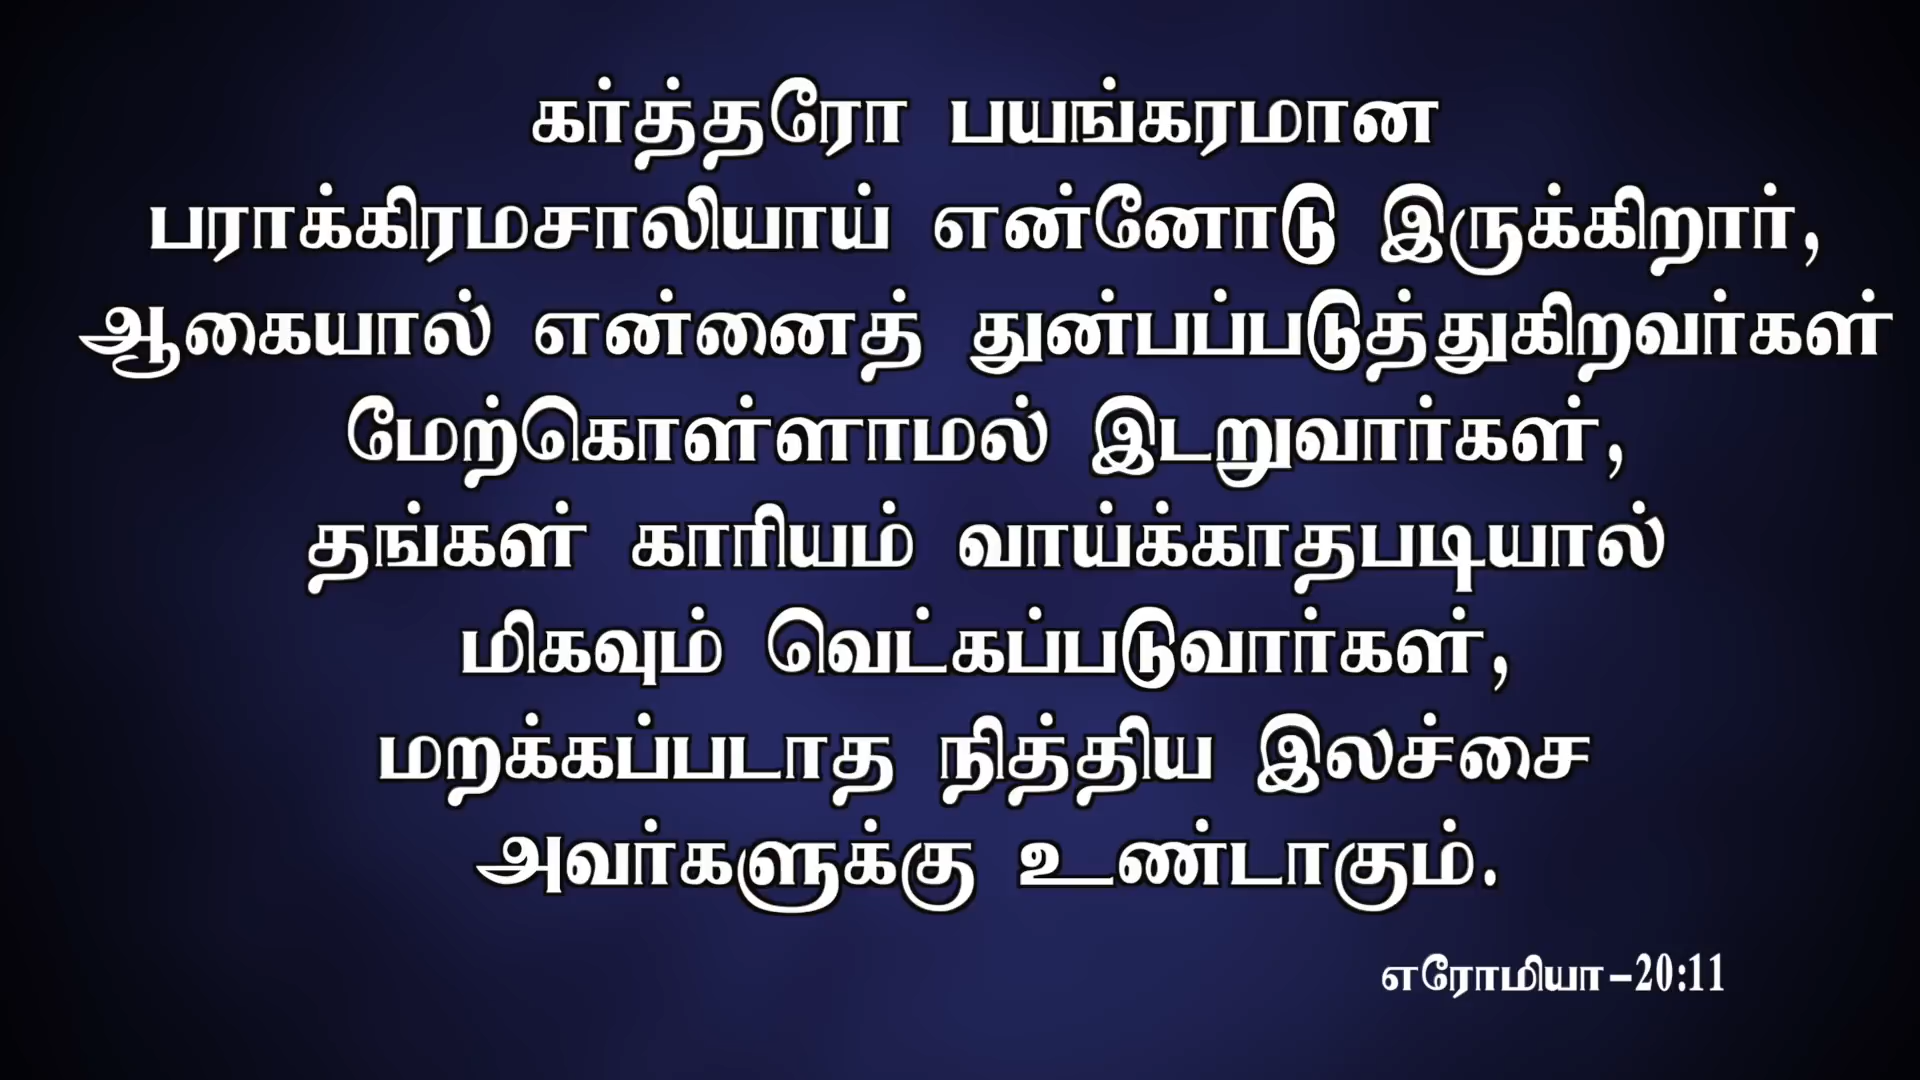 கர்த்தரோ பயங்கரமான
பராக்கிரமசாலியாய் என்னோடு இருக்கிறார்,
ஆகையால் என்னைத் துன்பப்படுத்துகிறவர்கள்
மேற்கொள்ளாமல் இடறுவார்கள்,
தங்கள் காரியம் வாய்க்காதபடியால்
மிகவும் வெட்கப்படுவார்கள்,
மறக்கப்படாத நித்திய இலச்சை
அவர்களுக்கு உண்டாகும்.
எரோமியா-20:11